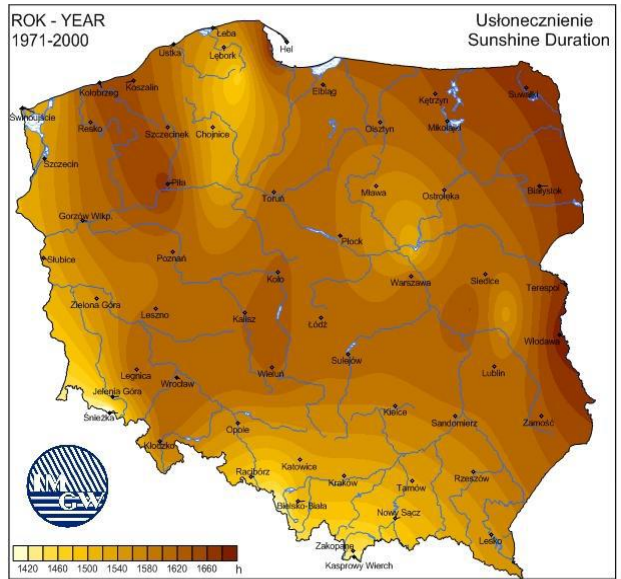 ROK - YEAR
1971-2000
Usłonecznienie
Sunshine Duration
Łeba
Hel
Ustka
Lębork
Koszalin
Kołobrzeg
Elbląg
Kętrzyn
Suwałki
Świnoujście
Resko
Szczecinek
Chojnice
Olsztyn
Mikołajki
Szczecin
Piła
Toruń
Mława
Ostrołęka
Białystok
Gorzów Wlkp.
Płock
Słubice
Poznań
Koło
Warszawa
Siedlce
Terespol
Zielona Góra
Leszno
Kalisz
Łódź
Włodawa
Sulejów
Legnica
Wrocław
Wieluń
Lublin
Jelenia Góra
Śnieżka
Opole
Kielce
Sandomierz
Zamość
Kłodzko
Racibórz
Katowice
Kraków
Tarnów
Rzeszów
Bielsko-Biała
Nowy Sącz
Lesko
Zakopane
Kasprowy Wierch
IM
GW
1420 1460 1500 1540 1580 1620 1660 h